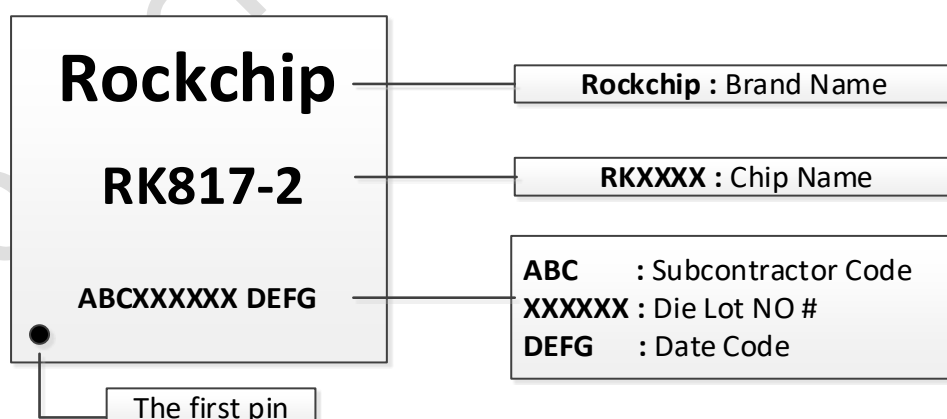 Rockchip
Rockchip : Brand Name
RK817-2
RKXXXX : Chip Name
ABCXXXXXX DEFG
ABC : Subcontractor Code
XXXXXX : Die Lot NO #
DEFG : Date Code
The first pin